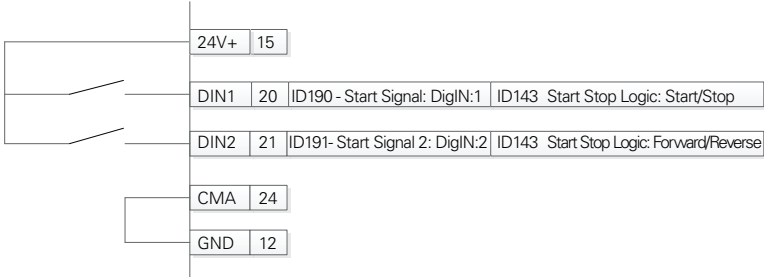 24V+ 15
DIN1 20 ID190 - Start Signal: DigIN:1 ID143 Start Stop Logic: Start/Stop
DIN2 21 ID191- Start Signal 2: DigIN:2 ID143 Start Stop Logic: Forward/Reverse
CMA 24
GND 12